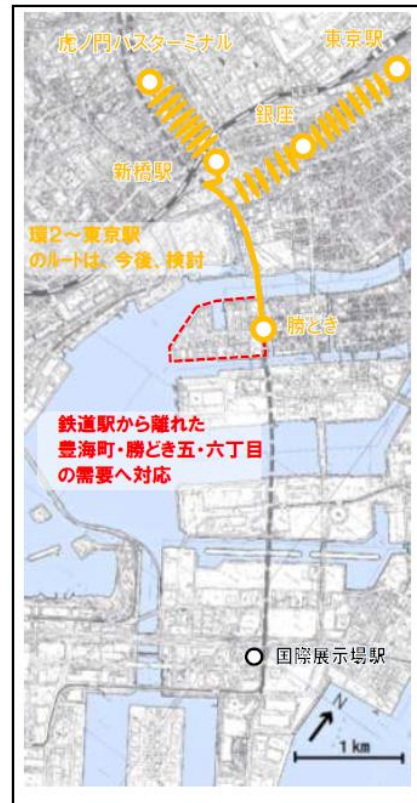 虎ノ門バスターミナル
東京駅
銀座
新橋駅
環2～東京駅
のルートは、今後、検討
勝どき
鉄道駅から離れた
豊海町・勝どき五・六丁目
の需要へ対応
国際展示場駅
N
1 km